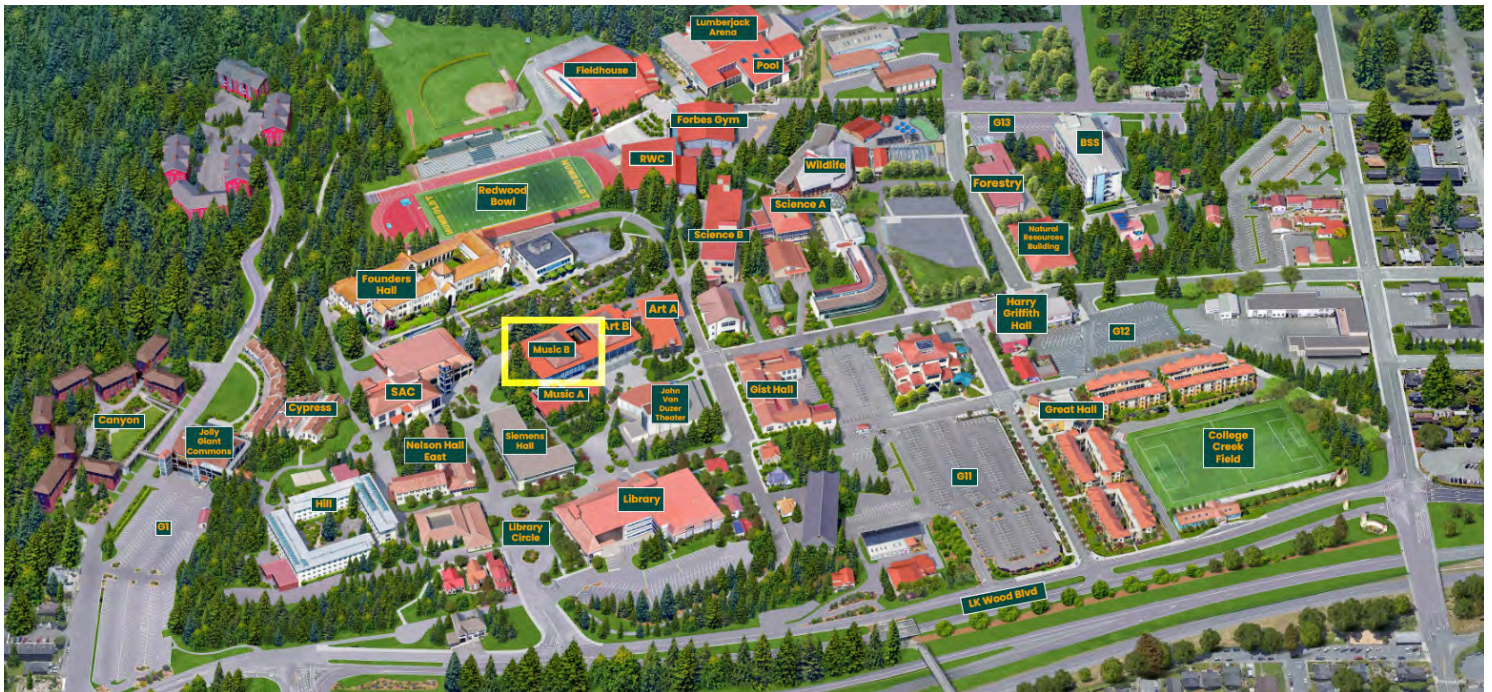 Lumberjack
Arena
Pool
Fieldhouse
Forbes Gym
G13
BSS
RWC
Wildlife
HUMBOLDT
Redwood
Bowl
HUMBOLDT
Forestry
Science A
Science B
Natural
Resources
Building
Founders
Hall
Art A
Harry
Griffith
Hall
Art B
G12
Music B
Music A
Gist Hall
SAC
John
Van
Duzer
Theater
Cypress
Great Hall
Canyon
Jolly
Giant
Commons
Nelson Hall
East
Siemens
Hall
College
Creek
Field
G11
Library
Hill
G1
Library
Circle
LK Wood Blvd